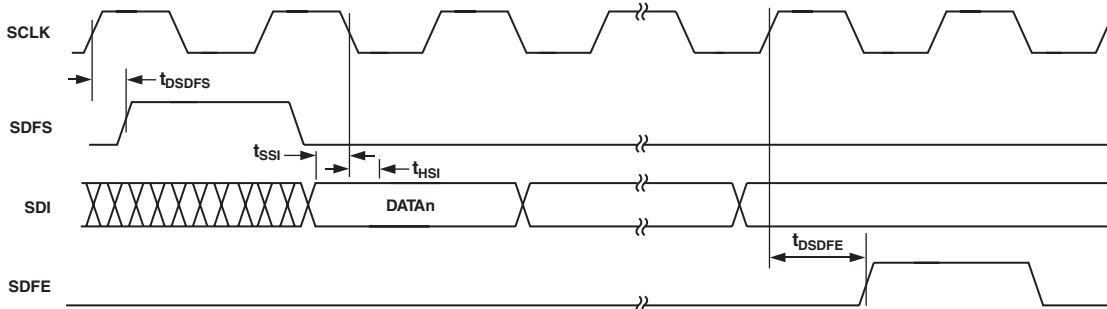 SCLK
tDSDFS
SDFS
tSSI
tHSI
SDI
DATAn
tDSDFE
SDFE